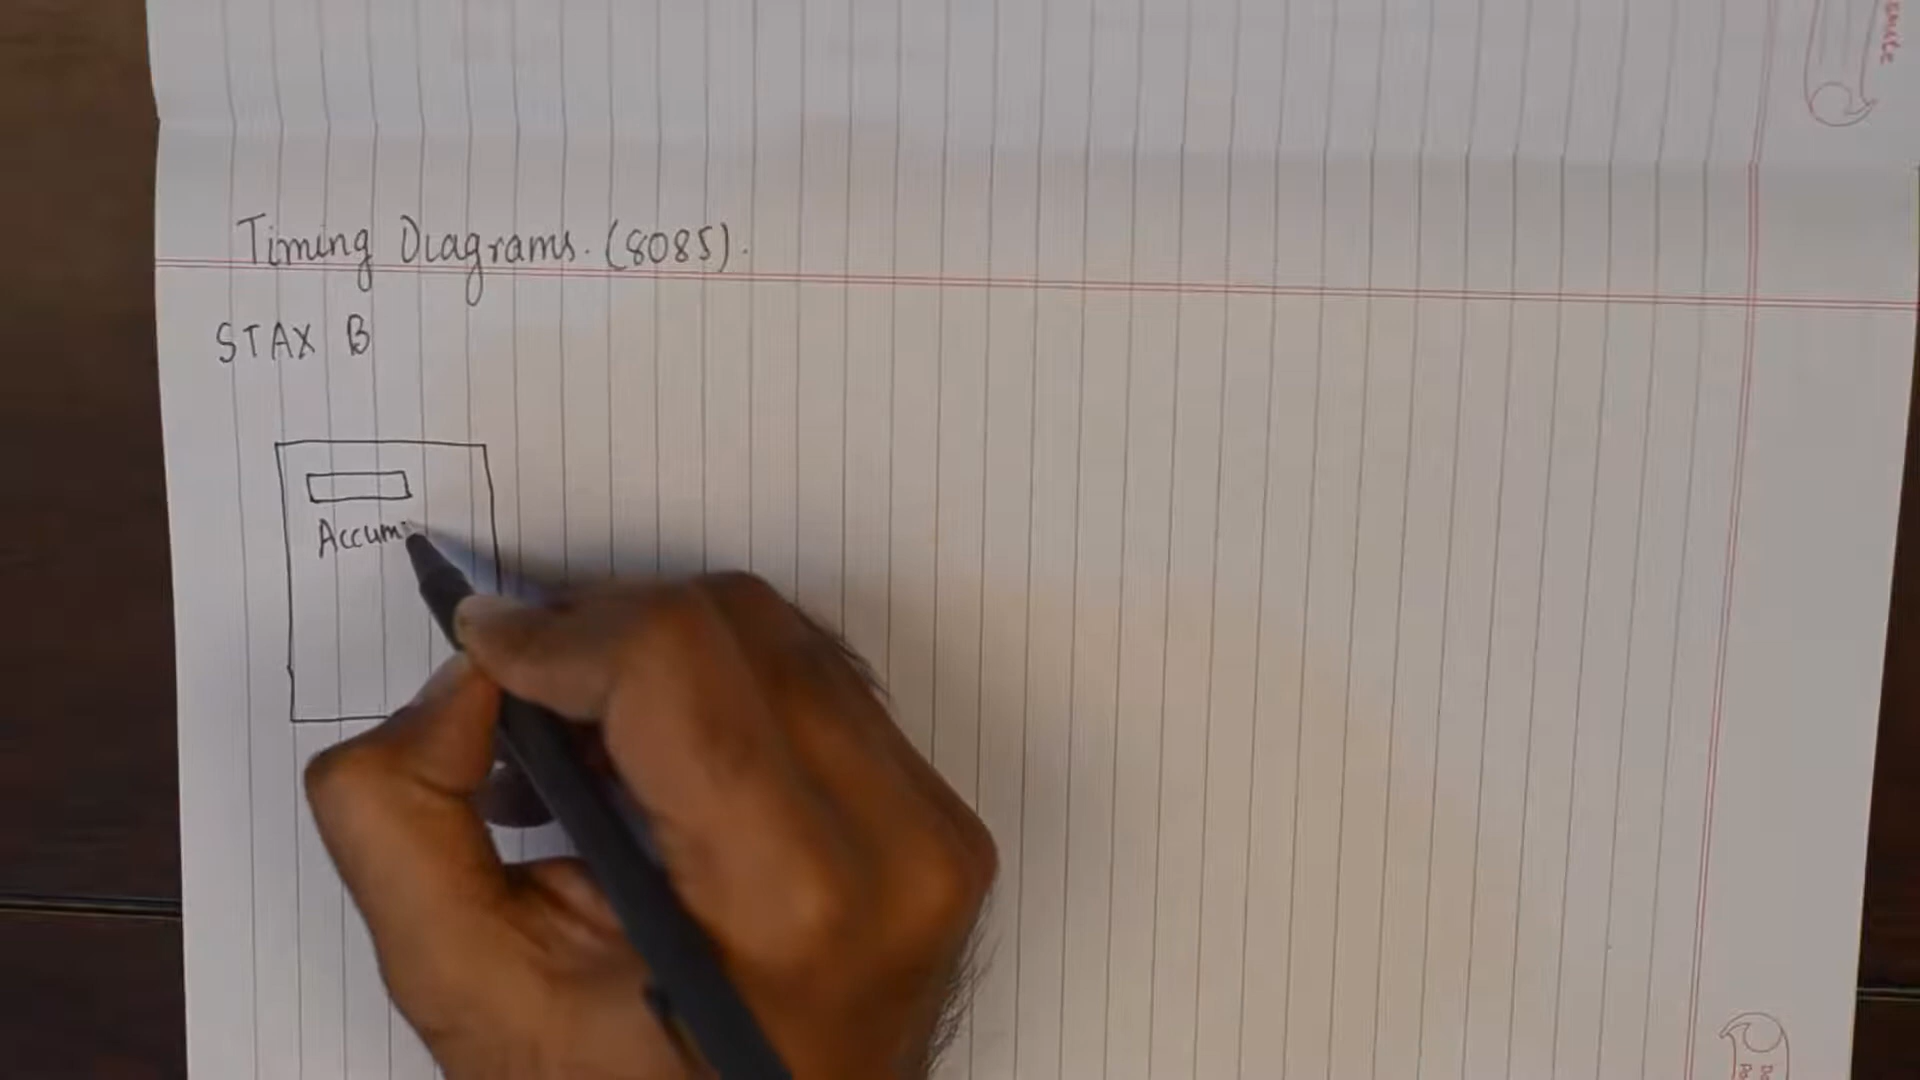 Timing Diagrams. (8085).
STAX B
Accum